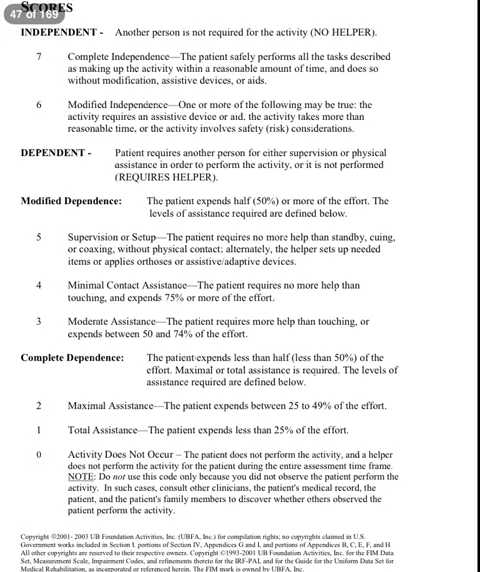 SCORES
47 of 169
INDEPENDENT - Another person is not required for the activity (NO HELPER).
7 Complete Independence—The patient safely performs all the tasks described
as making up the activity within a reasonable amount of time, and does so
without modification, assistive devices, or aids.
6 Modified Independence—One or more of the following may be true: the
activity requires an assistive device or aid, the activity takes more than
reasonable time, or the activity involves safety (risk) considerations.
DEPENDENT - Patient requires another person for either supervision or physical
assistance in order to perform the activity, or it is not performed
(REQUIRES HELPER).
Modified Dependence: The patient expends half (50%) or more of the effort. The
levels of assistance required are defined below.
5 Supervision or Setup—The patient requires no more help than standby, cuing,
or coaxing, without physical contact; alternately, the helper sets up needed
items or applies orthoses or assistive/adaptive devices.
4 Minimal Contact Assistance—The patient requires no more help than
touching, and expends 75% or more of the effort.
3 Moderate Assistance—The patient requires more help than touching, or
expends between 50 and 74% of the effort.
Complete Dependence: The patient expends less than half (less than 50%) of the
effort. Maximal or total assistance is required. The levels of
assistance required are defined below.
2 Maximal Assistance—The patient expends between 25 to 49% of the effort.
1 Total Assistance—The patient expends less than 25% of the effort.
0 Activity Does Not Occur – The patient does not perform the activity, and a helper
does not perform the activity for the patient during the entire assessment time frame.
NOTE: Do not use this code only because you did not observe the patient perform the
activity. In such cases, consult other clinicians, the patient's medical record, the
patient, and the patient's family members to discover whether others observed the
patient perform the activity.
Copyright ©2001- 2003 UB Foundation Activities, Inc. (UBFA, Inc.) for compilation rights; no copyrights claimed in U.S.
Government works included in Section I, portions of Section IV, Appendices G and I, and portions of Appendices B, C, E, F, and H
All other copyrights are reserved to their respective owners. Copyright ©1993-2001 UB Foundation Activities, Inc. for the FIM Data
Set, Measurement Scale, Impairment Codes, and refinements thereto for the IRF-PAI, and for the Guide for the Uniform Data Set for
Medical Rehabilitation, as incorporated or referenced herein. The FIM mark is owned by UBFA, Inc.